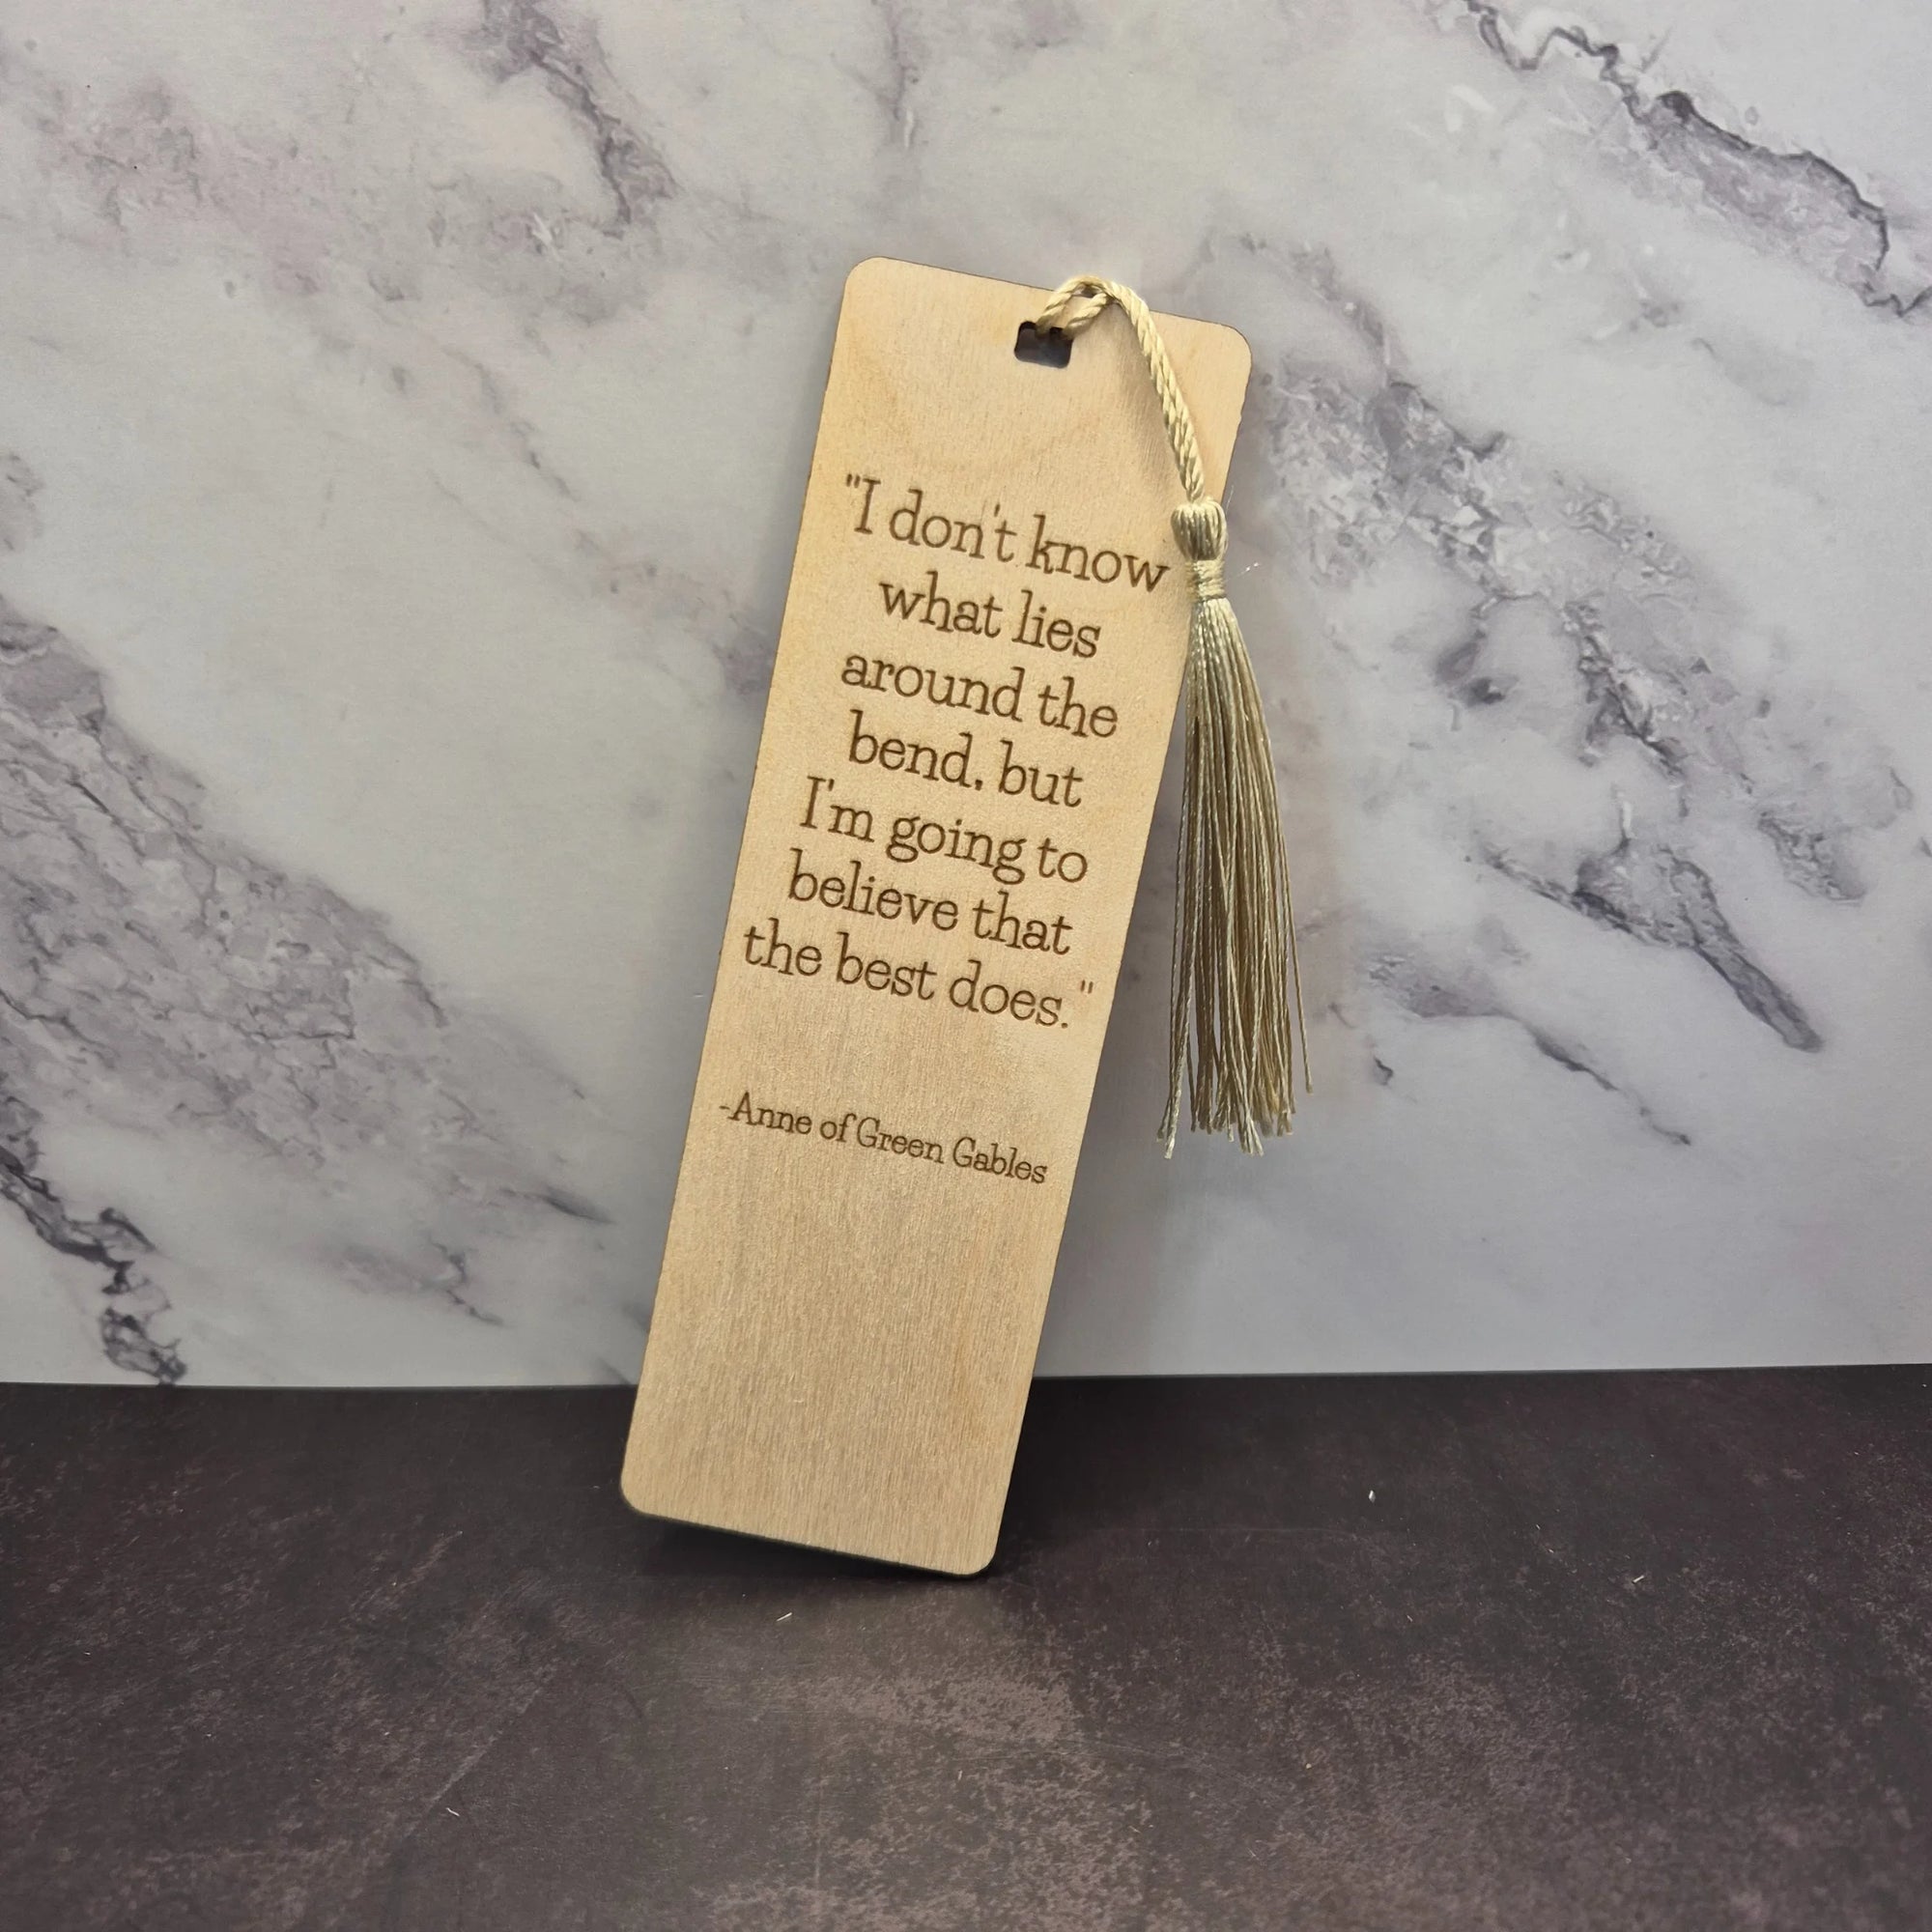 "I don't know
what lies
around the
bend, but
I'm going to
believe that
the best does."
-Anne of Green Gables